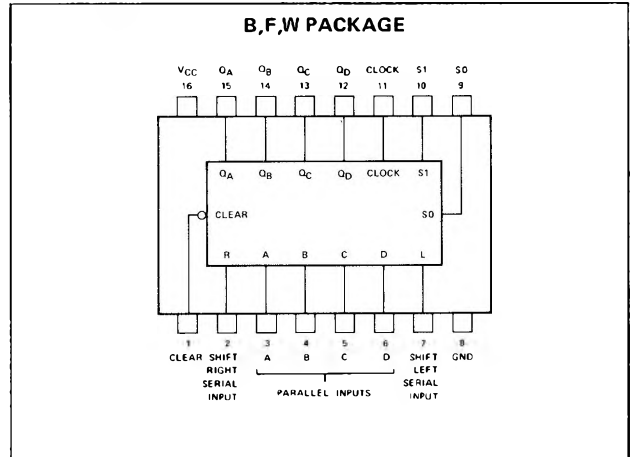 B,F,W PACKAGE
VCC QA QB QC QD CLOCK S1 S0
16 15 14 13 12 11 10 9
QA QB QC QD CLOCK S1
CLEAR S0
R A B C D L
1 2 3 4 5 6 7 8
CLEAR SHIFT A B C D SHIFT GND
RIGHT LEFT
SERIAL PARALLEL INPUTS SERIAL
INPUT INPUT